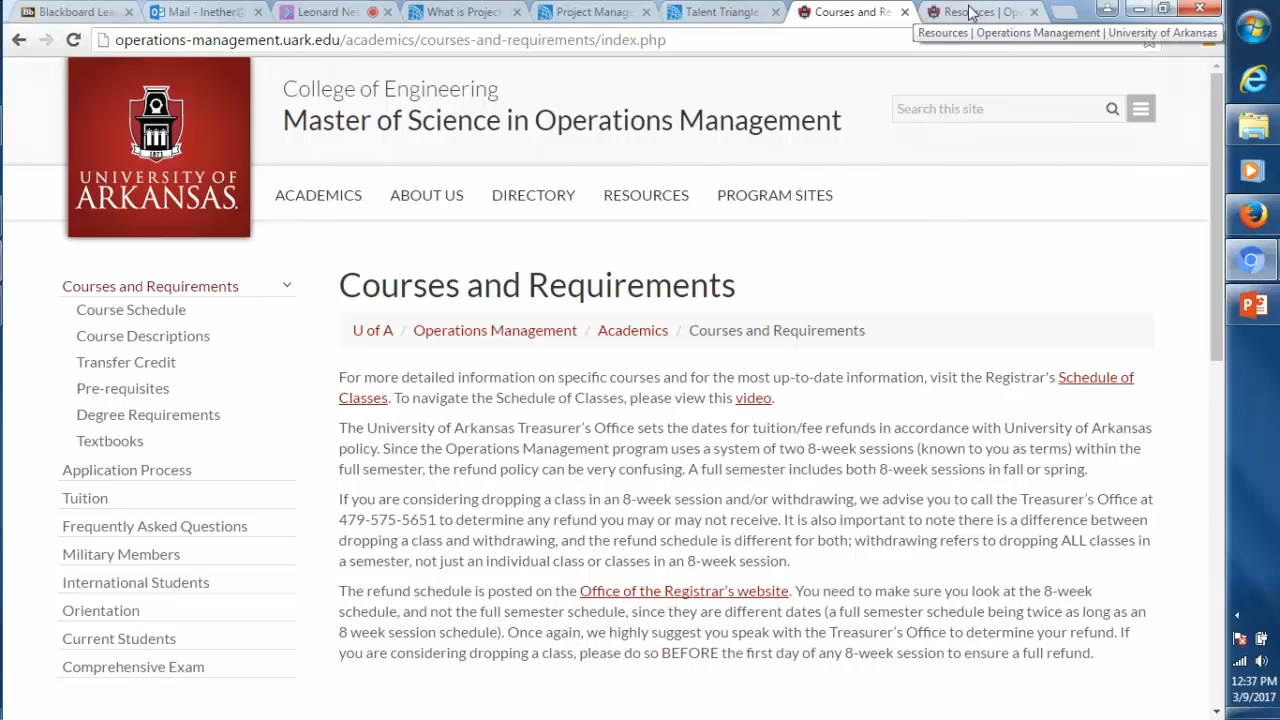 Blackboard Lea
Mail - Inether@
Leonard Nes
What is Project
Project Manag
Talent Triangle
Courses and Re
Resources | Ope
operations-management.uark.edu/academics/courses-and-requirements/index.php
Resources | Operations Management | University of Arkansas
College of Engineering
Master of Science in Operations Management
Search this site
1871
UNIVERSITY OF
ARKANSAS.
ACADEMICS ABOUT US DIRECTORY RESOURCES PROGRAM SITES
Courses and Requirements
Course Schedule
Course Descriptions
Transfer Credit
Pre-requisites
Degree Requirements
Textbooks
Application Process
Tuition
Frequently Asked Questions
Military Members
International Students
Orientation
Current Students
Comprehensive Exam
Courses and Requirements
U of A / Operations Management / Academics / Courses and Requirements
For more detailed information on specific courses and for the most up-to-date information, visit the Registrar's Schedule of
Classes. To navigate the Schedule of Classes, please view this video.
The University of Arkansas Treasurer's Office sets the dates for tuition/fee refunds in accordance with University of Arkansas
policy. Since the Operations Management program uses a system of two 8-week sessions (known to you as terms) within the
full semester, the refund policy can be very confusing. A full semester includes both 8-week sessions in fall or spring.
If you are considering dropping a class in an 8-week session and/or withdrawing, we advise you to call the Treasurer's Office at
479-575-5651 to determine any refund you may or may not receive. It is also important to note there is a difference between
dropping a class and withdrawing, and the refund schedule is different for both; withdrawing refers to dropping ALL classes in
a semester, not just an individual class or classes in an 8-week session.
The refund schedule is posted on the Office of the Registrar's website. You need to make sure you look at the 8-week
schedule, and not the full semester schedule, since they are different dates (a full semester schedule being twice as long as an
8 week session schedule). Once again, we highly suggest you speak with the Treasurer's Office to determine your refund. If
you are considering dropping a class, please do so BEFORE the first day of any 8-week session to ensure a full refund.
12:37 PM
3/9/2017